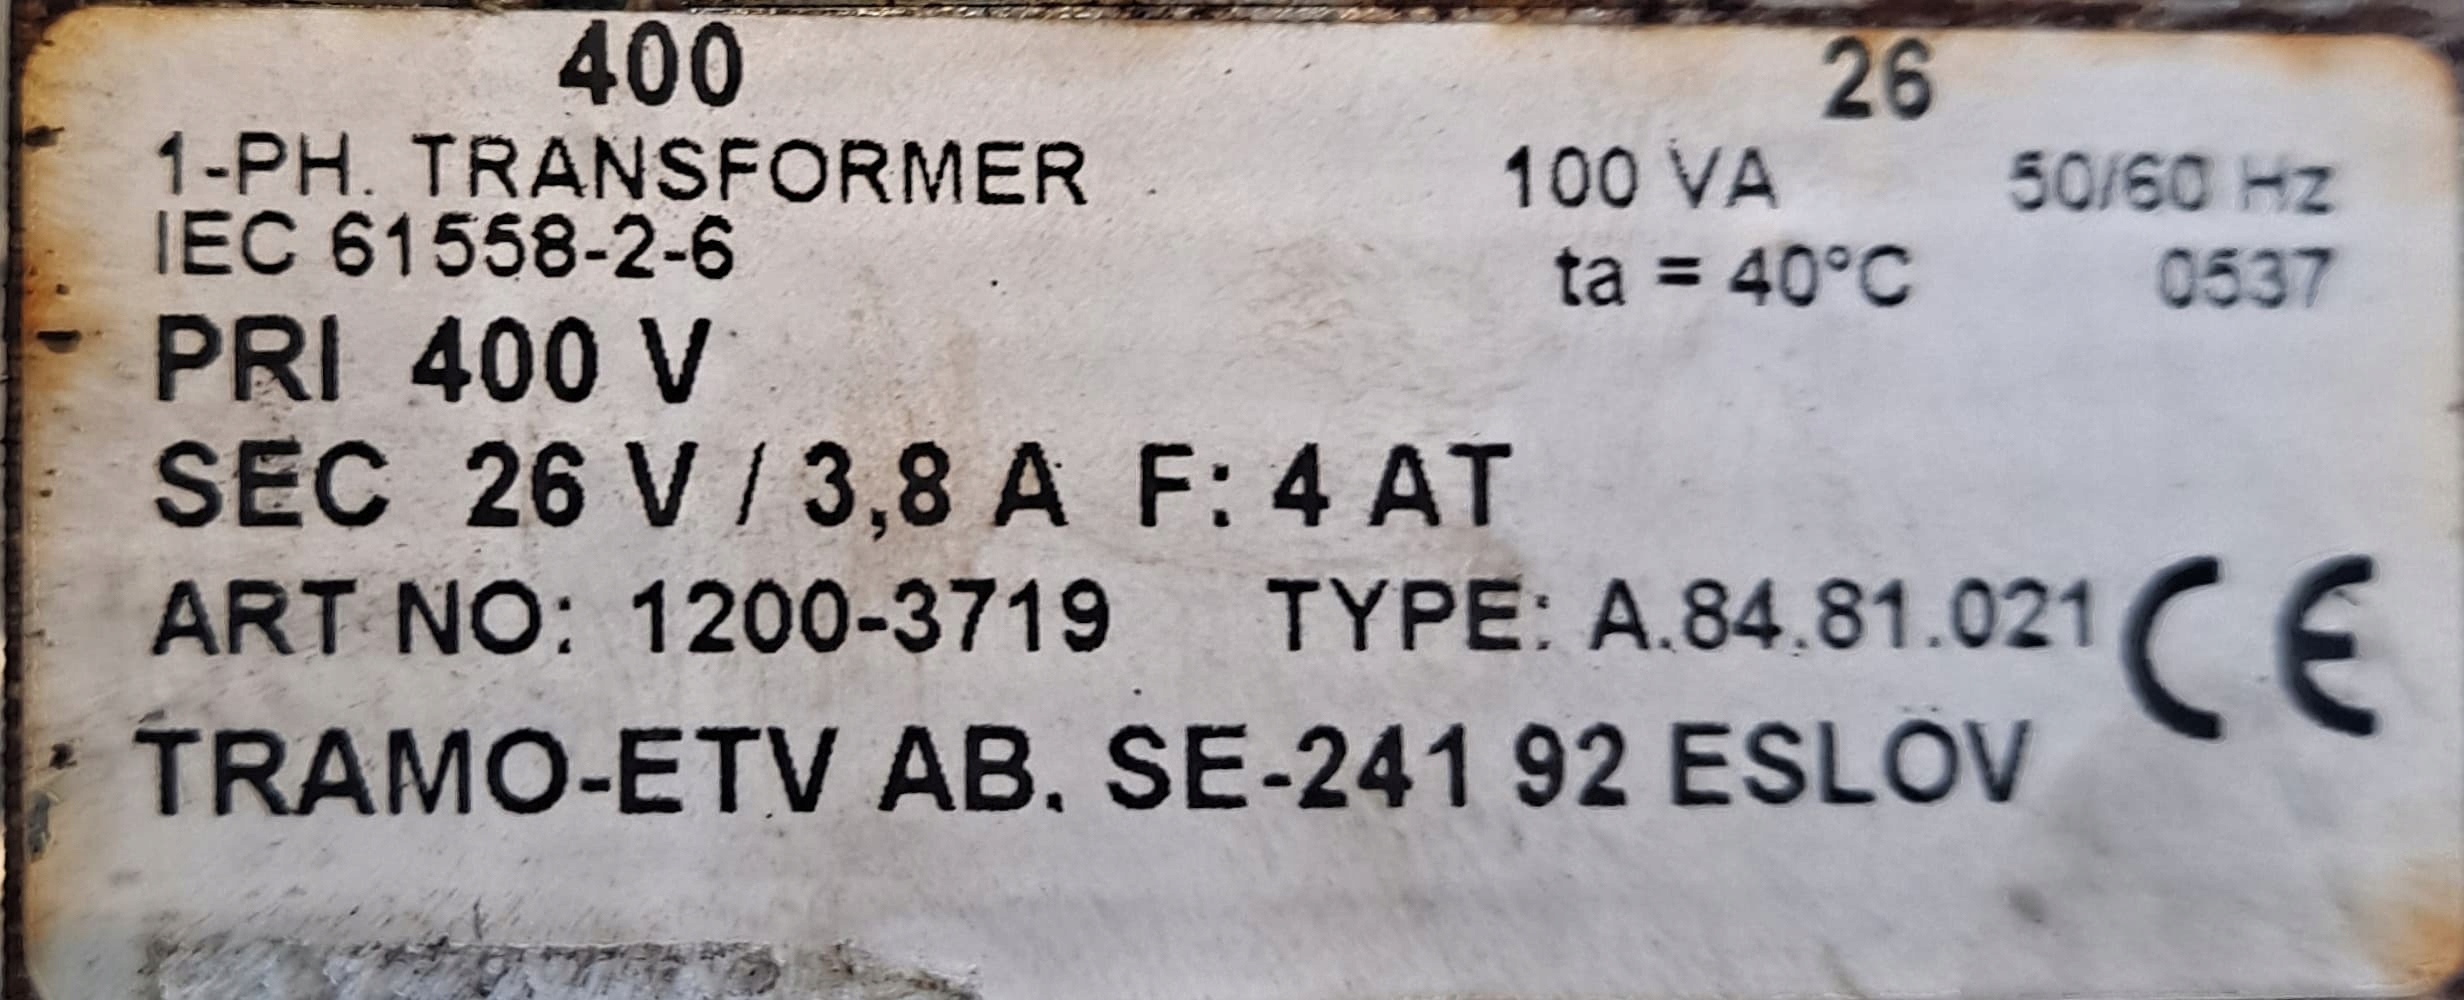 400 26
1-PH. TRANSFORMER 100 VA 50/60 Hz
IEC 61558-2-6 ta = 40°C 0537
PRI 400 V
SEC 26 V / 3,8 A F: 4 AT
ART NO: 1200-3719 TYPE: A.84.81.021 CE
TRAMO-ETV AB. SE-241 92 ESLÖV